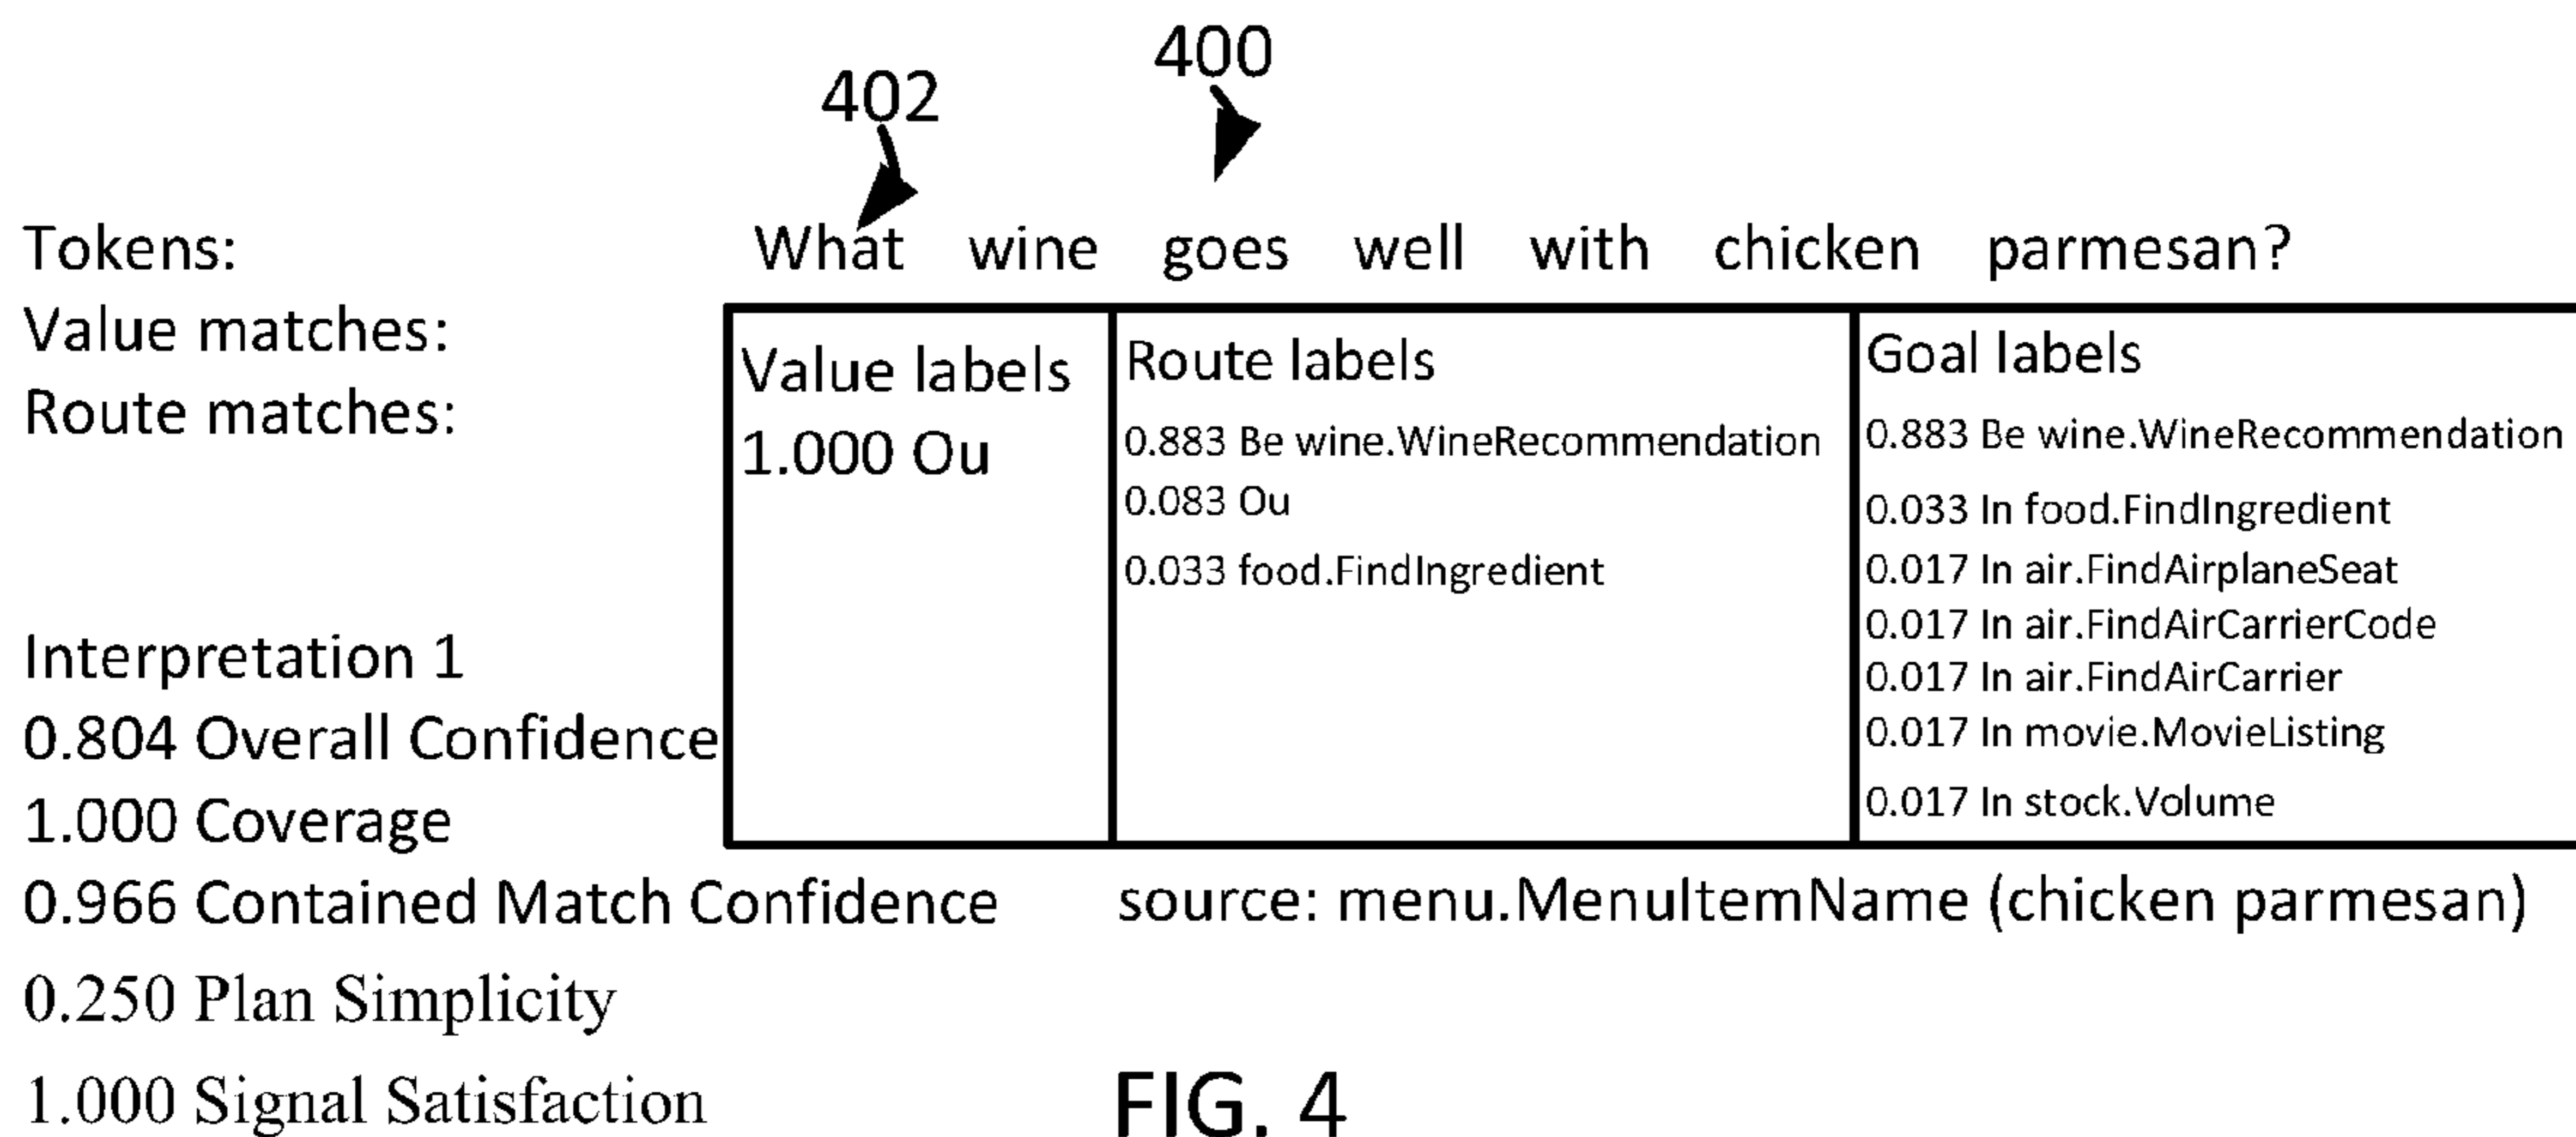 400
402
Tokens: What wine goes well with chicken parmesan?
Value matches:
Route matches:
Value labels
1.000 Ou
Route labels
0.883 Be wine.WineRecommendation
0.083 Ou
0.033 food.FindIngredient
Goal labels
0.883 Be wine.WineRecommendation
0.033 In food.FindIngredient
0.017 In air.FindAirplaneSeat
0.017 In air.FindAirCarrierCode
0.017 In air.FindAirCarrier
0.017 In movie.MovieListing
0.017 In stock.Volume
Interpretation 1
0.804 Overall Confidence
1.000 Coverage
0.966 Contained Match Confidence
source: menu.MenuItemName (chicken parmesan)
0.250 Plan Simplicity
1.000 Signal Satisfaction
FIG. 4